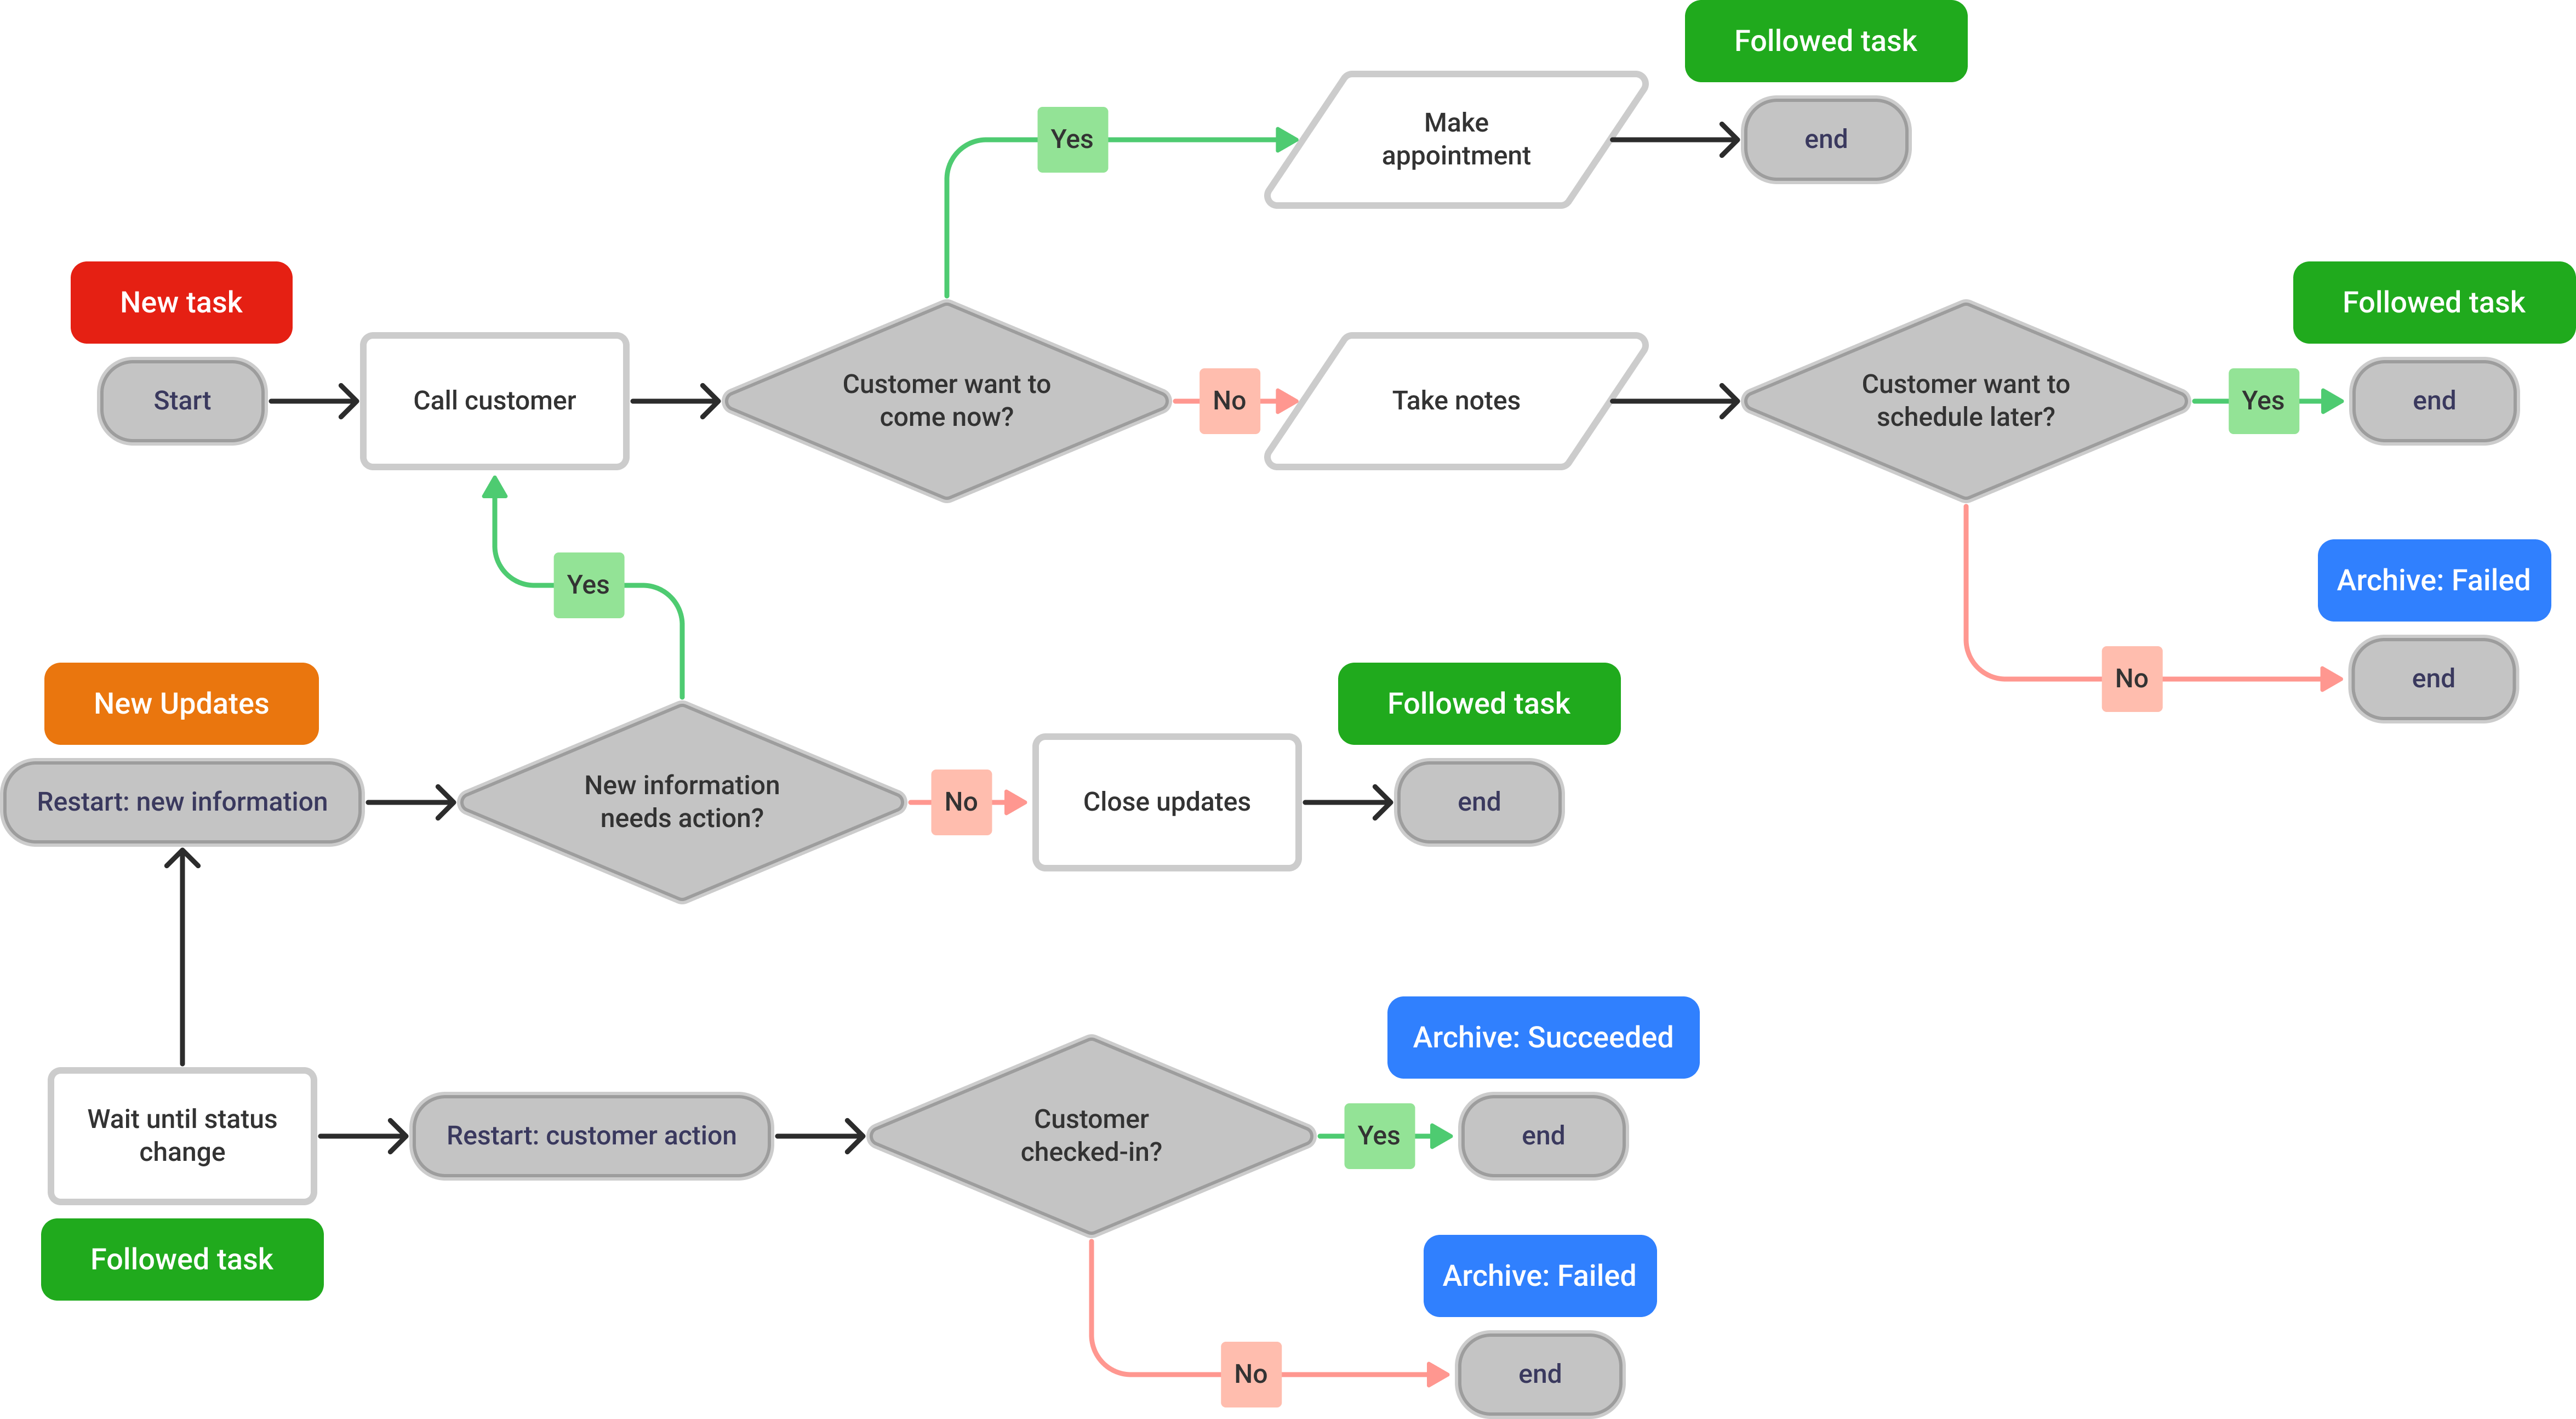 Followed task
Yes
Make
appointment
end
New task
Followed task
Start
Call customer
Customer want to
come now?
No
Take notes
Customer want to
schedule later?
Yes
end
Yes
Archive: Failed
No
end
New Updates
Followed task
Restart: new information
New information
needs action?
No
Close updates
end
Archive: Succeeded
Wait until status
change
Restart: customer action
Customer
checked-in?
Yes
end
Followed task
Archive: Failed
No
end